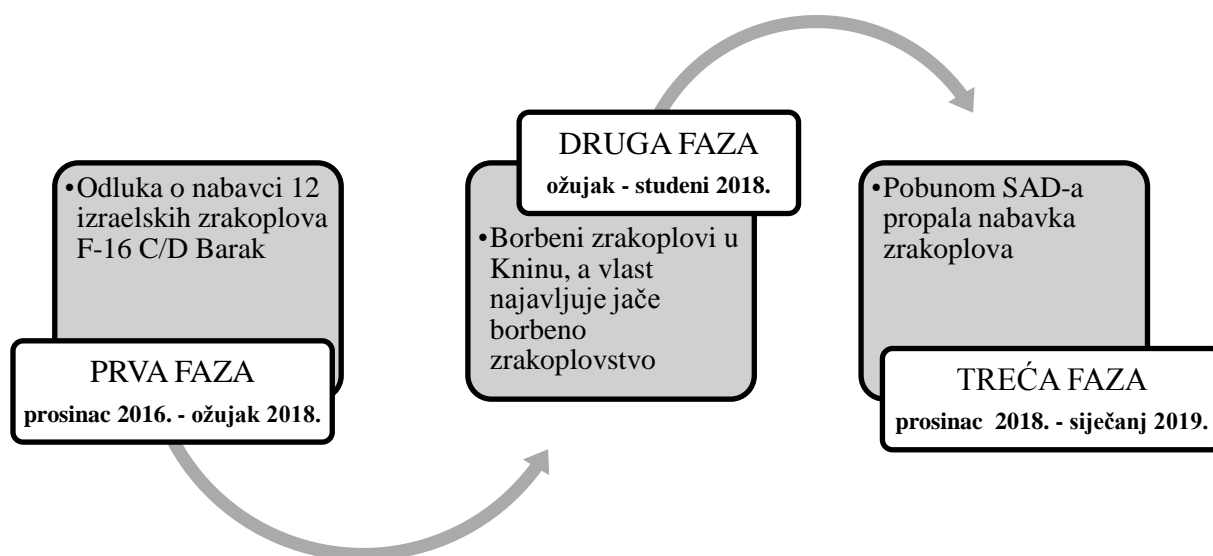 •Odluka o nabavci 12
izraelskih zrakoplova
F-16 C/D Barak
PRVA FAZA
prosinac 2016. - ožujak 2018.
DRUGA FAZA
ožujak - studeni 2018.
•Borbeni zrakoplovi u
Kninu, a vlast
najavljuje jače
borbeno
zrakoplovstvo
•Pobunom SAD-a
propala nabavka
zrakoplova
TREĆA FAZA
prosinac 2018. - siječanj 2019.